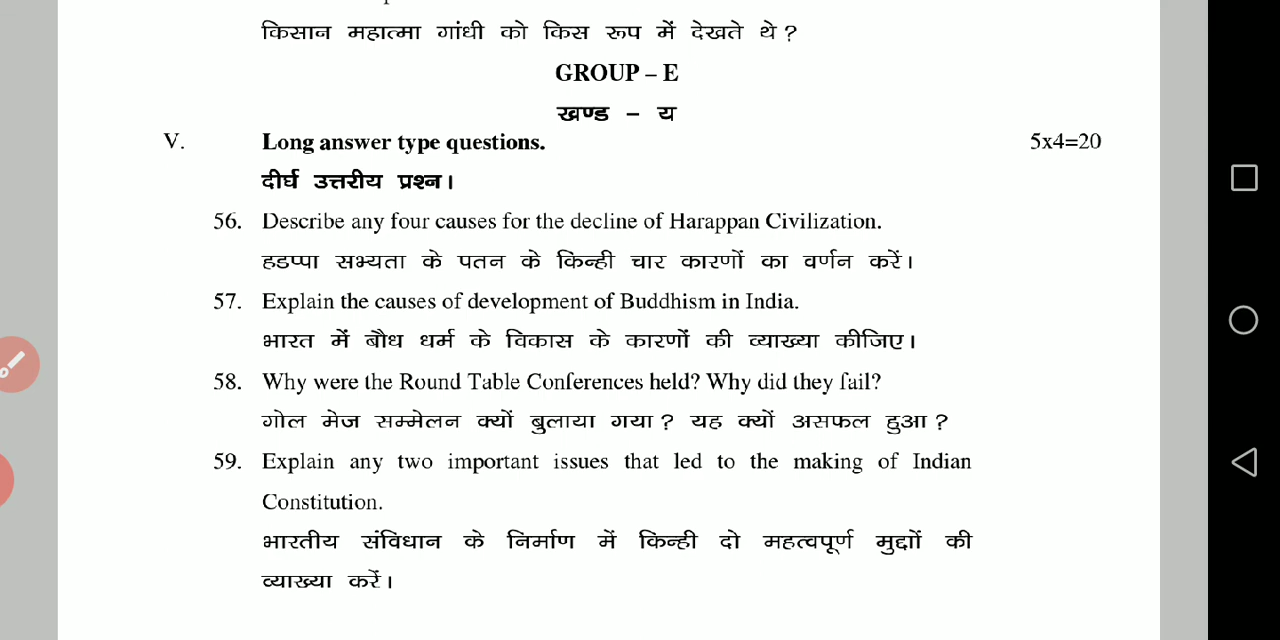 किसान महात्मा गांधी को किस रूप में देखते थे ?
GROUP – E
खण्ड – य
V. Long answer type questions. 5x4=20
दीर्घ उत्तरीय प्रश्न।
56. Describe any four causes for the decline of Harappan Civilization.
हडप्पा सभ्यता के पतन के किन्ही चार कारणों का वर्णन करें।
57. Explain the causes of development of Buddhism in India.
भारत में बौध धर्म के विकास के कारणों की व्याख्या कीजिए।
58. Why were the Round Table Conferences held? Why did they fail?
गोल मेज सम्मेलन क्यों बुलाया गया ? यह क्यों असफल हुआ ?
59. Explain any two important issues that led to the making of Indian
Constitution.
भारतीय संविधान के निर्माण में किन्ही दो महत्वपूर्ण मुद्दाों की
व्याख्या करें।